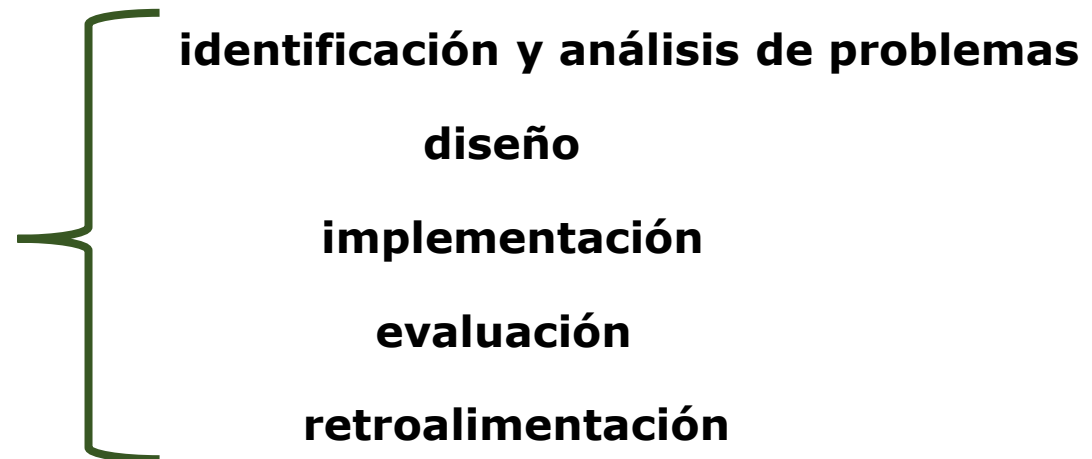 identificación y análisis de problemas
diseño
implementación
evaluación
retroalimentación